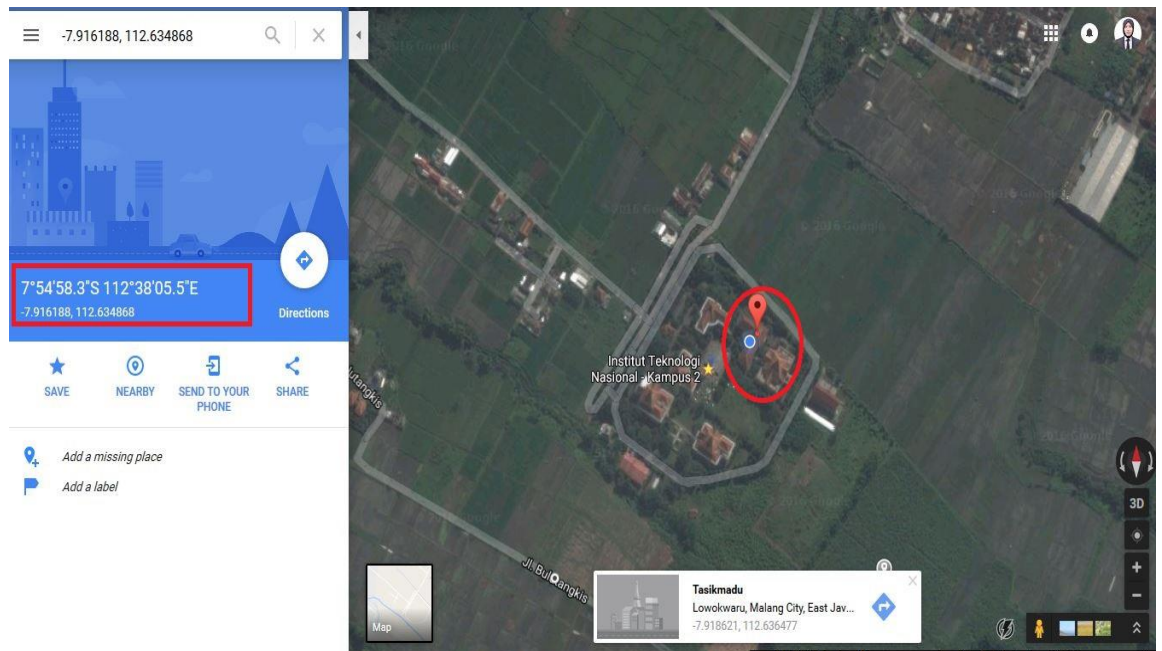 -7.916188, 112.634868
7°54'58.3"S 112°38'05.5"E
-7.916188, 112.634868
Directions
SAVE
NEARBY
SEND TO YOUR
PHONE
SHARE
Add a missing place
Add a label
Institut Teknologi
Nasional - Kampus 2
Map
Tasikmadu
Lowokwaru, Malang City, East Jav...
-7.918621, 112.636477
3D